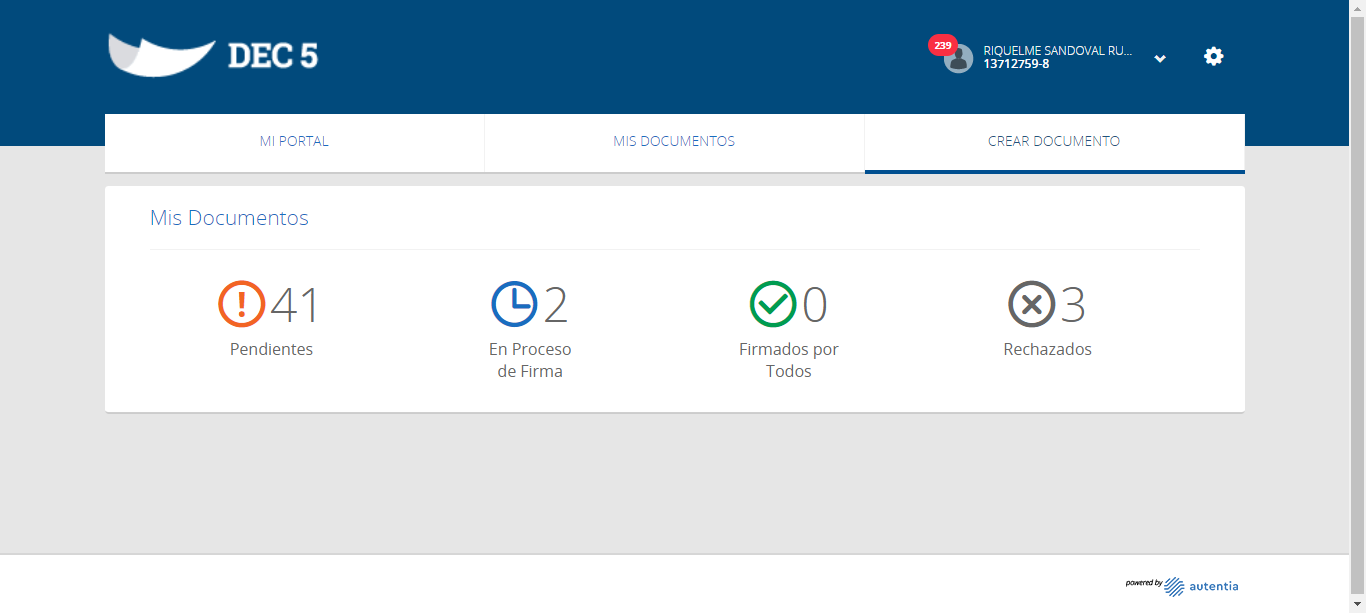 DEC 5
239
RIQUELME SANDOVAL RU...
13712759-8
MI PORTAL
MIS DOCUMENTOS
CREAR DOCUMENTO
Mis Documentos
41
Pendientes
2
En Proceso
de Firma
0
Firmados por
Todos
3
Rechazados
powered by autentia